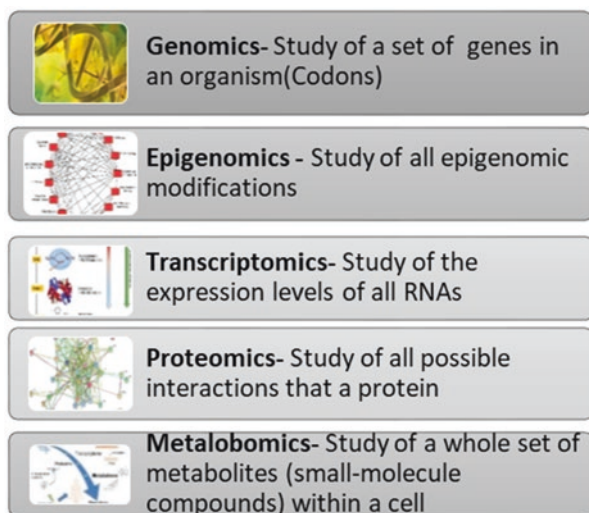 Genomics- Study of a set of genes in
an organism(Codons)
Epigenomics - Study of all epigenomic
modifications
Transcriptomics- Study of the
expression levels of all RNAs
Proteomics- Study of all possible
interactions that a protein
Metalobomics- Study of a whole set of
metabolites (small-molecule
compounds) within a cell